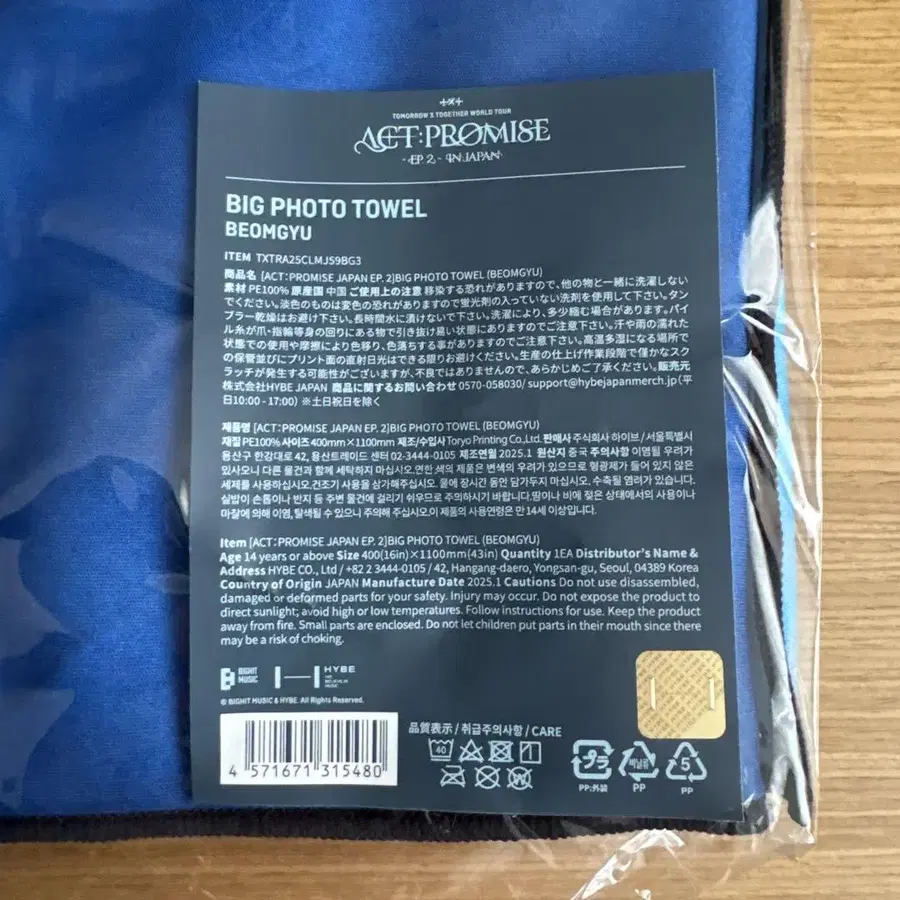 TOMORROW X TOGETHER WORLD TOUR
ACT:PROMISE
- EP. 2 - IN JAPAN
BIG PHOTO TOWEL
BEOMGYU
ITEM TXTRA25CLMJS9BG3
商品名 [ACT:PROMISE JAPAN EP. 2]BIG PHOTO TOWEL (BEOMGYU)
素材 PE100% 原産国 中国 ご使用上の注意 移染する恐れがありますので、他の物と一緒に洗濯しない
でください。淡色のものは変色の恐れがありますので蛍光剤の入っていない洗剤を使用して下さい。タン
ブラー乾燥はお避け下さい。長時間水に漬けないで下さい。洗濯により、多少縮む場合があります。パイ
ル糸が爪・指輪等身の回りにある物で引き抜け易い状態にありますのでご注意下さい。汗や雨の濡れた
状態での使用や摩擦により色移り、色落ちする事がありますのでご注意下さい。高温多湿になる場所で
の保管並びにプリント面の直射日光はできる限りお避けください。生産の仕上げ作業段階で僅かなスク
ラッチが発生する可能性がございますが、不良ではありませんので、あらかじめご了承下さい。販売元
株式会社HYBE JAPAN 商品に関するお問い合わせ 0570-058030/ support@hybejapanmerch.jp(平
日10:00 - 17:00) ※土日祝日を除く
제품명 [ACT:PROMISE JAPAN EP. 2]BIG PHOTO TOWEL (BEOMGYU)
재질 PE100% 사이즈 400mm×1100mm 제조/수입사 Toryo Printing Co.,Ltd. 판매사 주식회사 하이브 / 서울특별시
용산구 한강대로 42, 용산트레이드 센터 02-3444-0105 제조연월 2025.1 원산지 중국 주의사항 이염될 우려가
있사오니 다른 물건과 함께 세탁하지 마십시오.연한 색의 제품은 변색의 우려가 있으므로 형광제가 들어 있지 않은
세제를 사용하십시오.건조기 사용을 삼가해주십시오. 물에 장시간 동안 담가두지 마십시오. 수축될 염려가 있습니다.
실밥이 손톱이나 반지 등 주변 물건에 걸리기 쉬우므로 주의하시기 바랍니다.땀이나 비에 젖은 상태에서의 사용이나
마찰에 의해 이염, 탈색될 수 있으니 주의해 주십시오.이 제품의 사용연령은 만 14세 이상입니다.
Item [ACT:PROMISE JAPAN EP. 2]BIG PHOTO TOWEL (BEOMGYU)
Age 14 years or above Size 400(16in)×1100mm(43in) Quantity 1EA Distributor's Name &
Address HYBE CO., Ltd / +82 2 3444-0105 / 42, Hangang-daero, Yongsan-gu, Seoul, 04389 Korea
Country of Origin JAPAN Manufacture Date 2025.1 Cautions Do not use disassembled,
damaged or deformed parts for your safety. Injury may occur. Do not expose the product to
direct sunlight; avoid high or low temperatures. Follow instructions for use. Keep the product
away from fire. Small parts are enclosed. Do not let children put parts in their mouth since there
may be a risk of choking.
BIGHIT MUSIC HYBE
WE BELIEVE IN MUSIC
© BIGHIT MUSIC & HYBE. All Rights Reserved.
4 571671 315480
品質表示 / 취급주의사항 / CARE
40
プラ 비닐류 5
PP:外装 PP PP